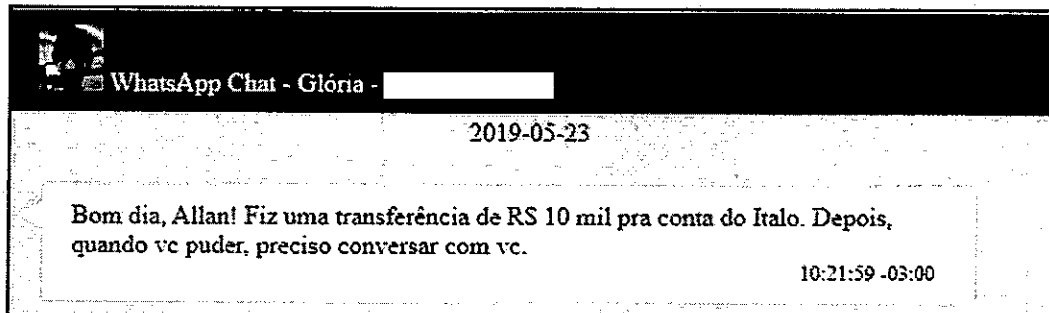 WhatsApp Chat - Glória -
2019-05-23
Bom dia, Allan! Fiz uma transferência de RS 10 mil pra conta do Italo. Depois,
quando vc puder, preciso conversar com vc.
10:21:59 -03:00